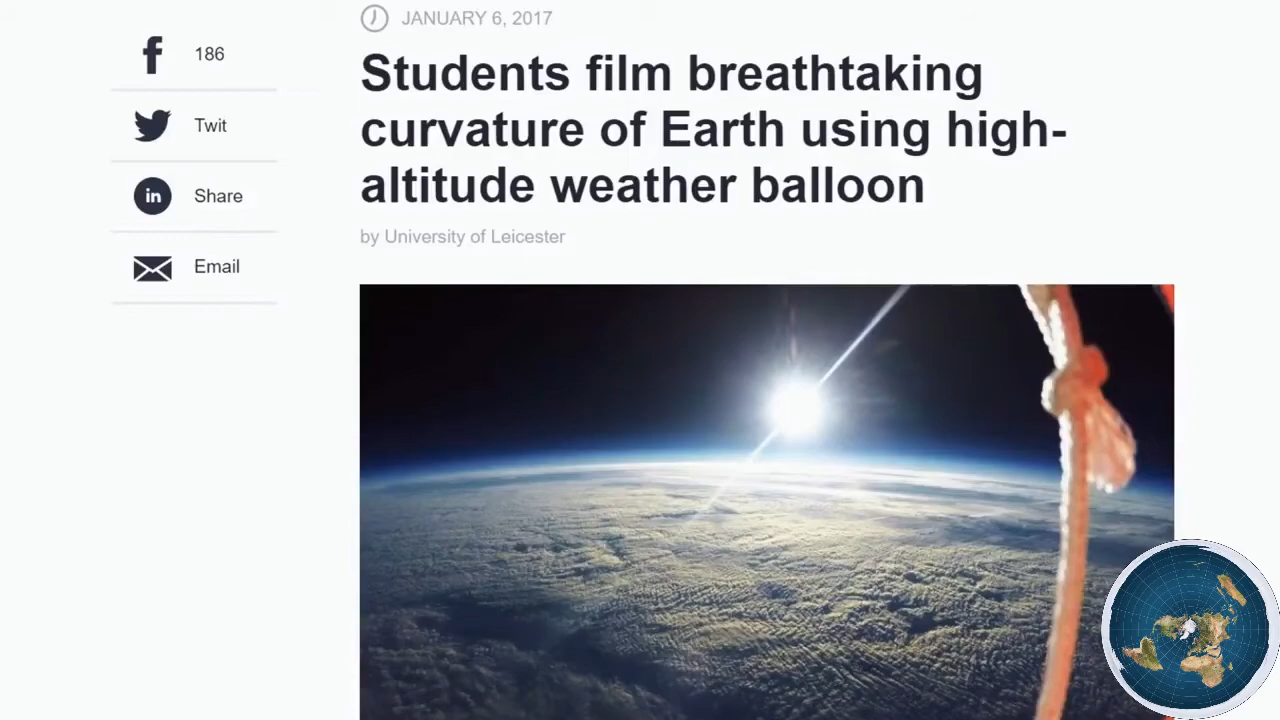 JANUARY 6, 2017
186
Students film breathtaking
Twit
curvature of Earth using high-
Share
altitude weather balloon
by University of Leicester
Email